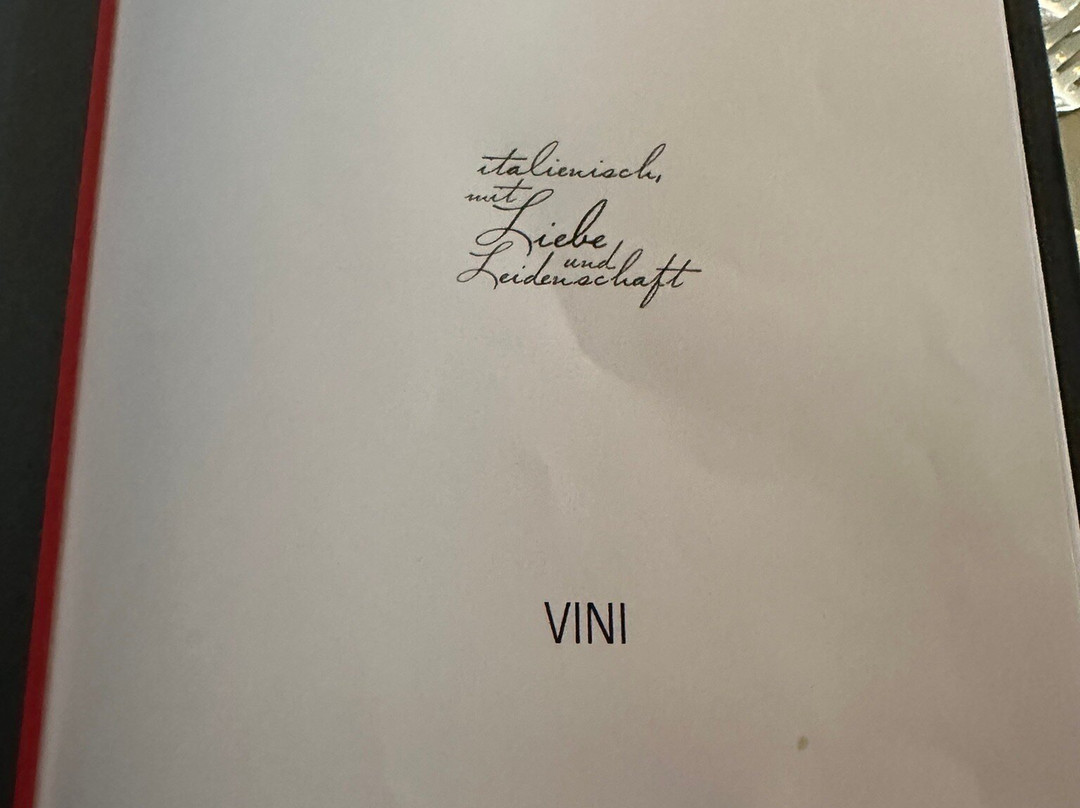 italienisch,
mit
Liebe
und
Leidenschaft
VINI